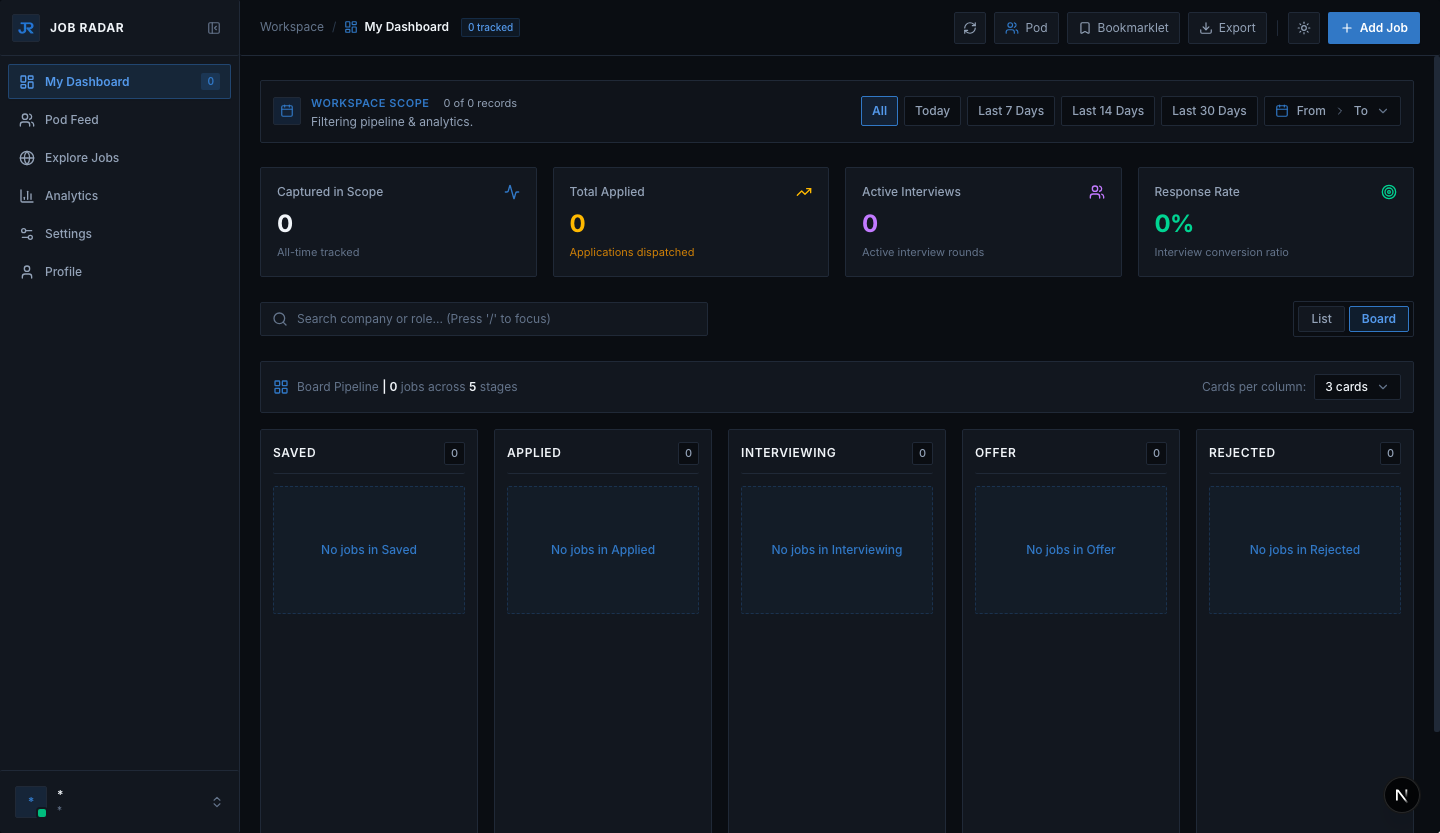 JR JOB RADAR
My Dashboard 0
Pod Feed
Explore Jobs
Analytics
Settings
Profile
*
*
*
Workspace / My Dashboard 0 tracked
Pod Bookmarklet Export Add Job
WORKSPACE SCOPE 0 of 0 records
Filtering pipeline & analytics.
All Today Last 7 Days Last 14 Days Last 30 Days From To
Captured in Scope
0
All-time tracked
Total Applied
0
Applications dispatched
Active Interviews
0
Active interview rounds
Response Rate
0%
Interview conversion ratio
Search company or role... (Press '/' to focus)
List Board
Board Pipeline | 0 jobs across 5 stages
Cards per column: 3 cards
SAVED 0
No jobs in Saved
APPLIED 0
No jobs in Applied
INTERVIEWING 0
No jobs in Interviewing
OFFER 0
No jobs in Offer
REJECTED 0
No jobs in Rejected
N